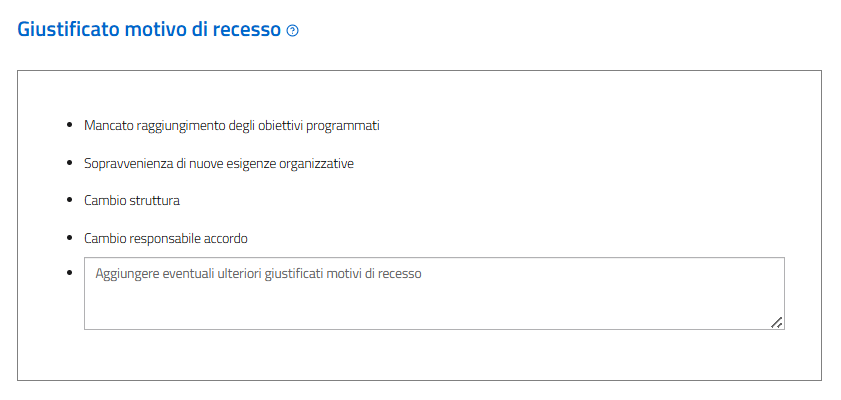 Giustificato motivo di recesso
Mancato raggiungimento degli obiettivi programmati
Sopravvenienza di nuove esigenze organizzative
Cambio struttura
Cambio responsabile accordo
Aggiungere eventuali ulteriori giustificati motivi di recesso